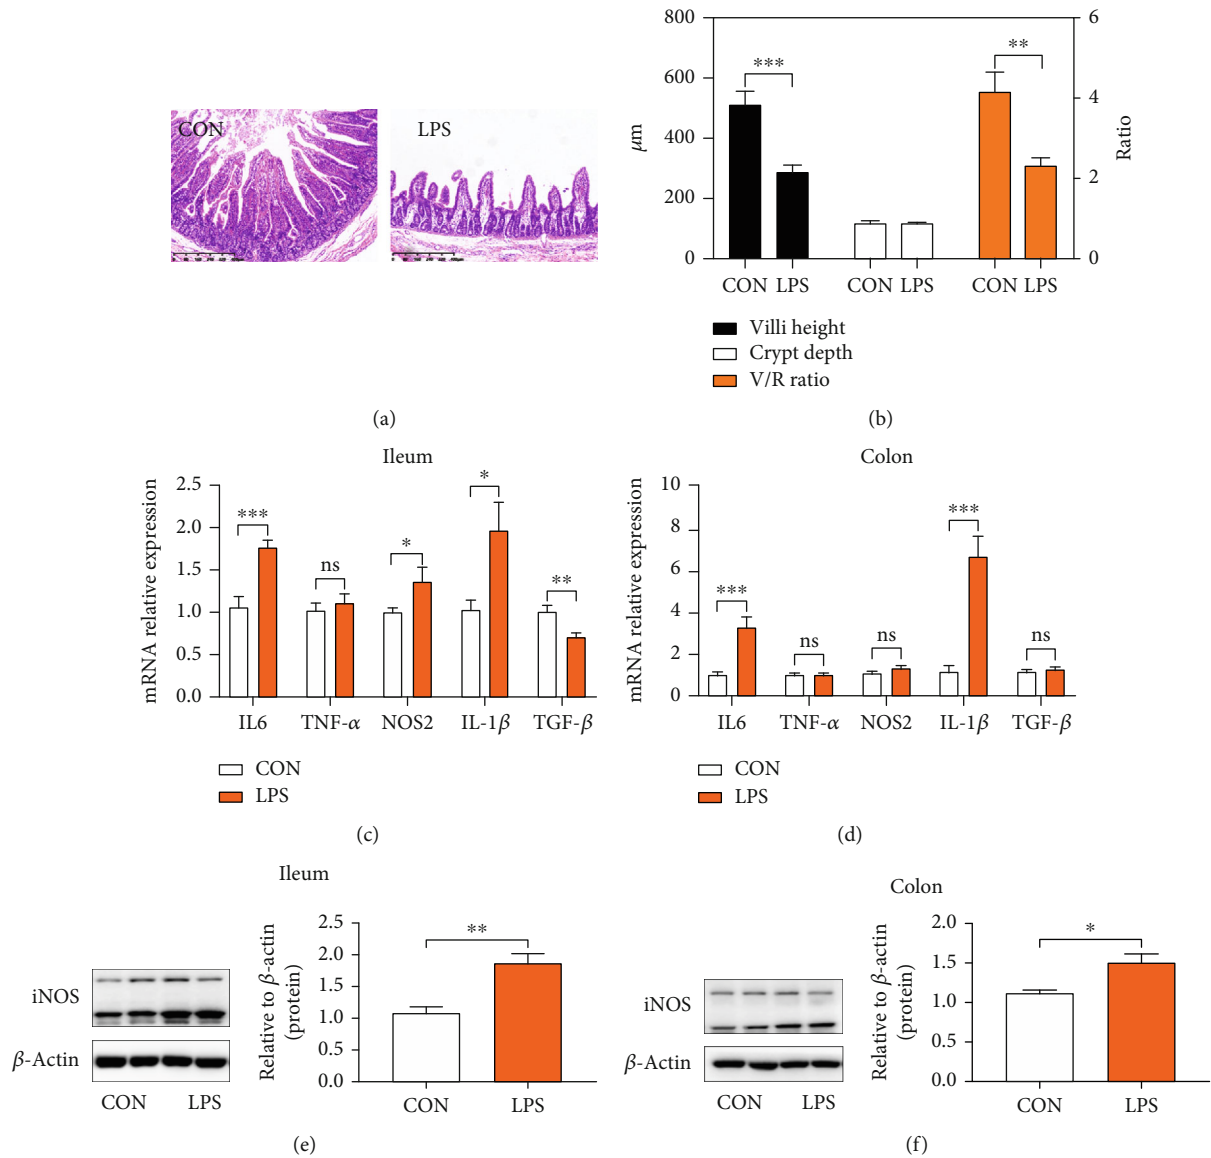 CON
LPS
(a)
800
600
400
200
0
μm
6
4
2
0
Ratio
***
**
CON LPS CON LPS CON LPS
Villi height
Crypt depth
V/R ratio
(b)
Ileum
mRNA relative expression
2.5
2.0
1.5
1.0
0.5
0.0
***
ns
*
*
**
IL6 TNF-α NOS2 IL-1β TGF-β
CON
LPS
(c)
Colon
mRNA relative expression
10
8
6
4
2
0
***
ns
ns
***
ns
IL6 TNF-α NOS2 IL-1β TGF-β
CON
LPS
(d)
Ileum
iNOS
β-Actin
CON LPS
Relative to β-actin
(protein)
2.5
2.0
1.5
1.0
0.5
0.0
**
CON LPS
(e)
Colon
iNOS
β-Actin
CON LPS
Relative to β-actin
(protein)
2.0
1.5
1.0
0.5
0.0
*
CON LPS
(f)